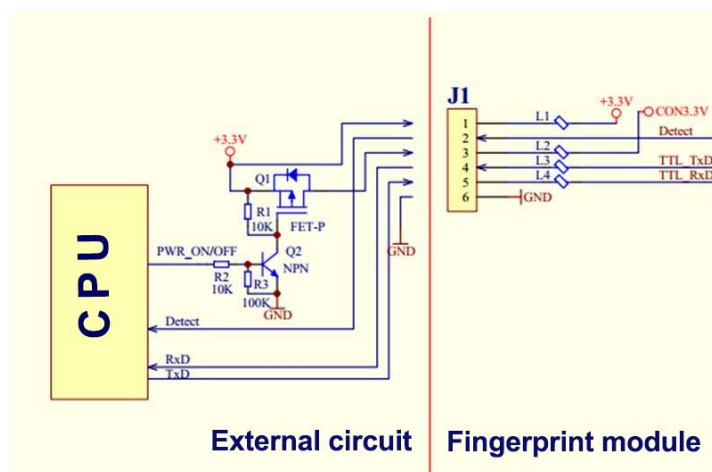 J1
+3.3V
CON3.3V
1
L1
2
Detect
3
L2
4
L3
TTL_TxD
5
L4
TTL_RxD
6
GND
+3.3V
Q1
R1
10K
FET-P
GND
PWR_ON/OFF
Q2
NPN
R2
10K
R3
100K
GND
CPU
Detect
RxD
TxD
External circuit
Fingerprint module